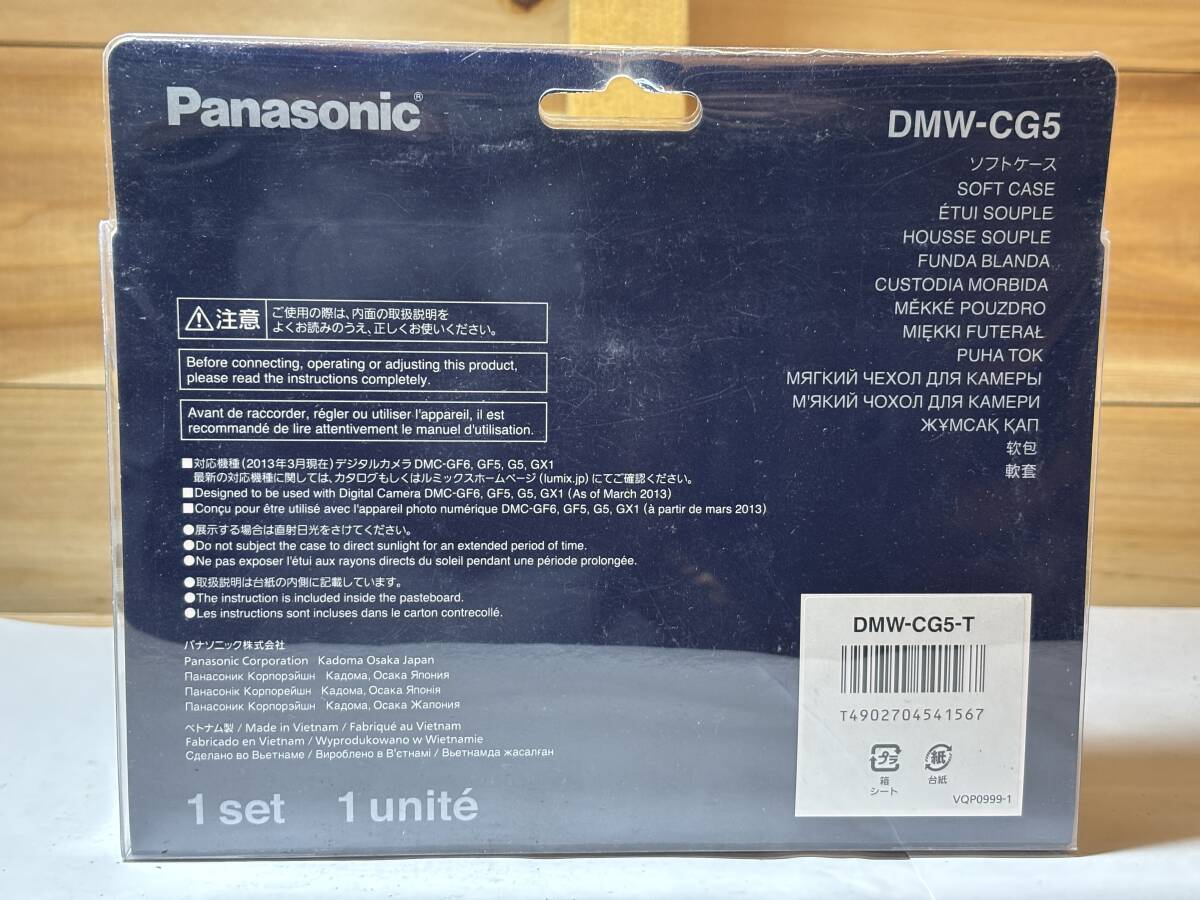 Panasonic®
DMW-CG5
ソフトケース
SOFT CASE
ÉTUI SOUPLE
HOUSSE SOUPLE
FUNDA BLANDA
CUSTODIA MORBIDA
MĚKKÉ POUZDRO
MIĘKKI FUTERAŁ
PUHA TOK
МЯГКИЙ ЧЕХОЛ ДЛЯ КАМЕРЫ
М'ЯКИЙ ЧОХОЛ ДЛЯ КАМЕРИ
ЖҰМСАҚ ҚАП
软包
軟套
注意
ご使用の際は、内面の取扱説明を
よくお読みのうえ、正しくお使いください。
Before connecting, operating or adjusting this product,
please read the instructions completely.
Avant de raccorder, régler ou utiliser l'appareil, il est
recommandé de lire attentivement le manuel d'utilisation.
■対応機種(2013年3月現在)デジタルカメラ DMC-GF6, GF5, G5, GX1
最新の対応機種に関しては、カタログもしくはルミックスホームページ(lumix.jp)にてご確認ください。
■Designed to be used with Digital Camera DMC-GF6, GF5, G5, GX1 (As of March 2013)
■Conçu pour être utilisé avec l'appareil photo numérique DMC-GF6, GF5, G5, GX1 (à partir de mars 2013)
●展示する場合は直射日光をさけてください。
●Do not subject the case to direct sunlight for an extended period of time.
●Ne pas exposer l'étui aux rayons directs du soleil pendant une période prolongée.
●取扱説明は台紙の内側に記載しています。
●The instruction is included inside the pasteboard.
●Les instructions sont incluses dans le carton contrecollé.
パナソニック株式会社
Panasonic Corporation Kadoma Osaka Japan
Панасоник Корпорэйшн Кадома, Осака Япония
Панасонік Корпорейшн Кадома, Осака Японія
Панасоник Корпорэйшн Кадома, Осака Жапония
ベトナム製 / Made in Vietnam / Fabriqué au Vietnam
Fabricado en Vietnam / Wyprodukowano w Wietnamie
Сделано во Вьетнаме / Вироблено в В'єтнамі / Вьетнамда жасалған
1 set 1 unité
DMW-CG5-T
T4902704541567
プラ
紙
箱
シート
台紙
VQP0999-1